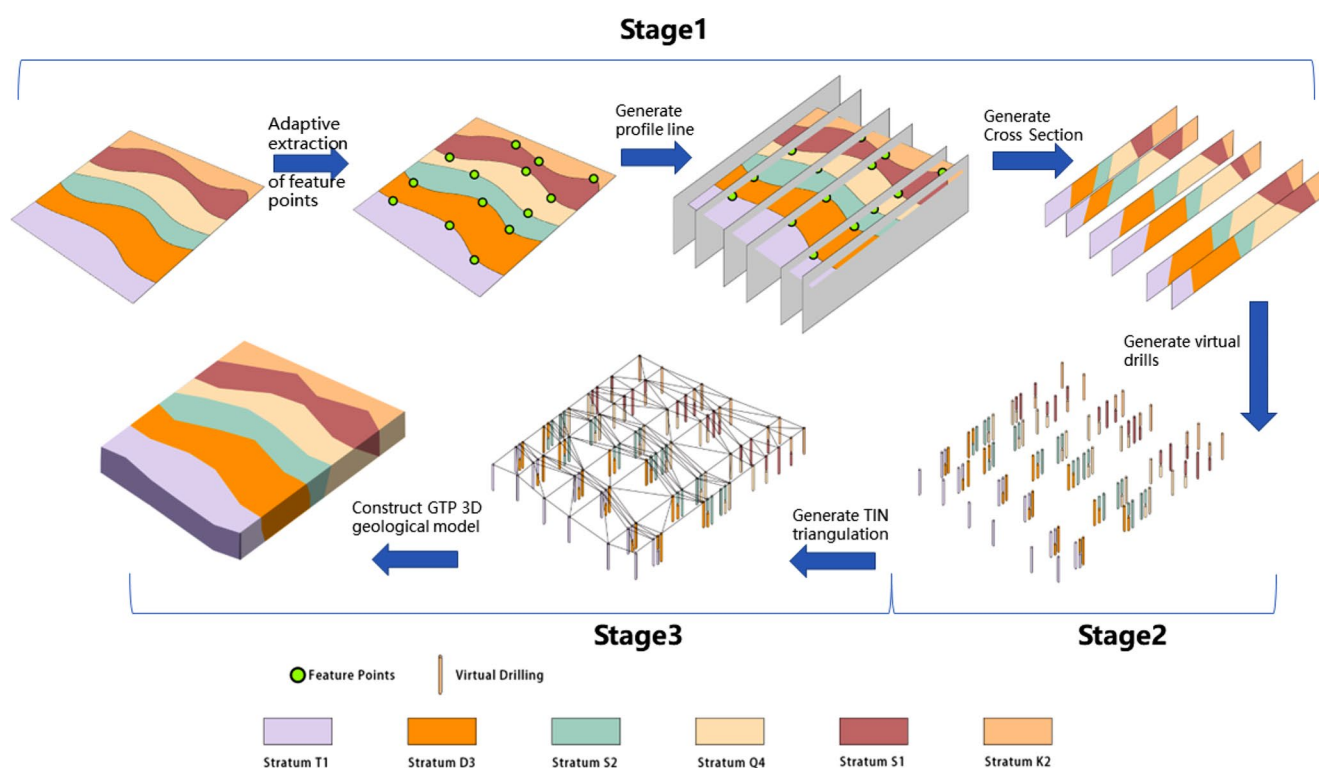 Stage1
Adaptive
extraction
of feature
points
Generate
profile line
Generate
Cross Section
Generate virtual
drills
Generate TIN
triangulation
Construct GTP 3D
geological model
Stage3
Stage2
Feature Points
Virtual Drilling
Stratum T1
Stratum D3
Stratum S2
Stratum Q4
Stratum S1
Stratum K2